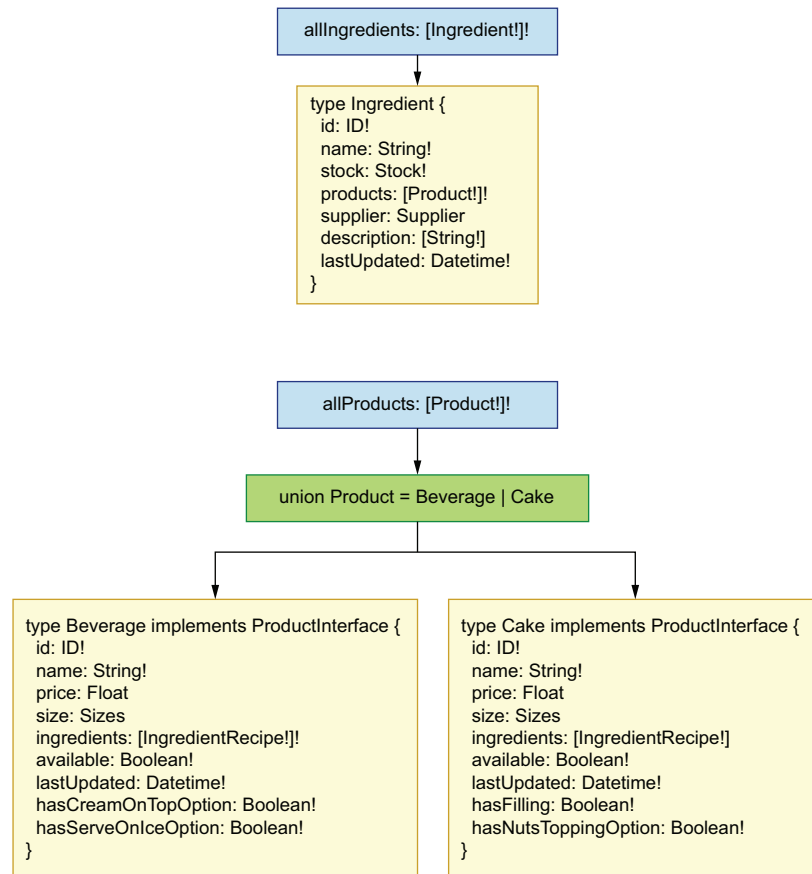 allIngredients: [Ingredient!]!
type Ingredient {
id: ID!
name: String!
stock: Stock!
products: [Product!]!
supplier: Supplier
description: [String!]
lastUpdated: Datetime!
}
allProducts: [Product!]!
union Product = Beverage | Cake
type Beverage implements ProductInterface {
id: ID!
name: String!
price: Float
size: Sizes
ingredients: [IngredientRecipe!]!
available: Boolean!
lastUpdated: Datetime!
hasCreamOnTopOption: Boolean!
hasServeOnIceOption: Boolean!
}
type Cake implements ProductInterface {
id: ID!
name: String!
price: Float
size: Sizes
ingredients: [IngredientRecipe!]
available: Boolean!
lastUpdated: Datetime!
hasFilling: Boolean!
hasNutsToppingOption: Boolean!
}